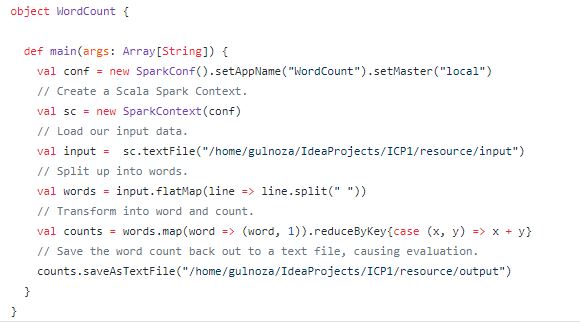 object WordCount {
def main(args: Array[String]) {
val conf = new SparkConf().setAppName("WordCount").setMaster("local")
// Create a Scala Spark Context.
val sc = new SparkContext(conf)
// Load our input data.
val input =  sc.textFile("/home/gulnoza/IdeaProjects/ICP1/resource/input")
// Split up into words.
val words = input.flatMap(line => line.split(" "))
// Transform into word and count.
val counts = words.map(word => (word, 1)).reduceByKey{case (x, y) => x + y}
// Save the word count back out to a text file, causing evaluation.
counts.saveAsTextFile("/home/gulnoza/IdeaProjects/ICP1/resource/output")
}
}